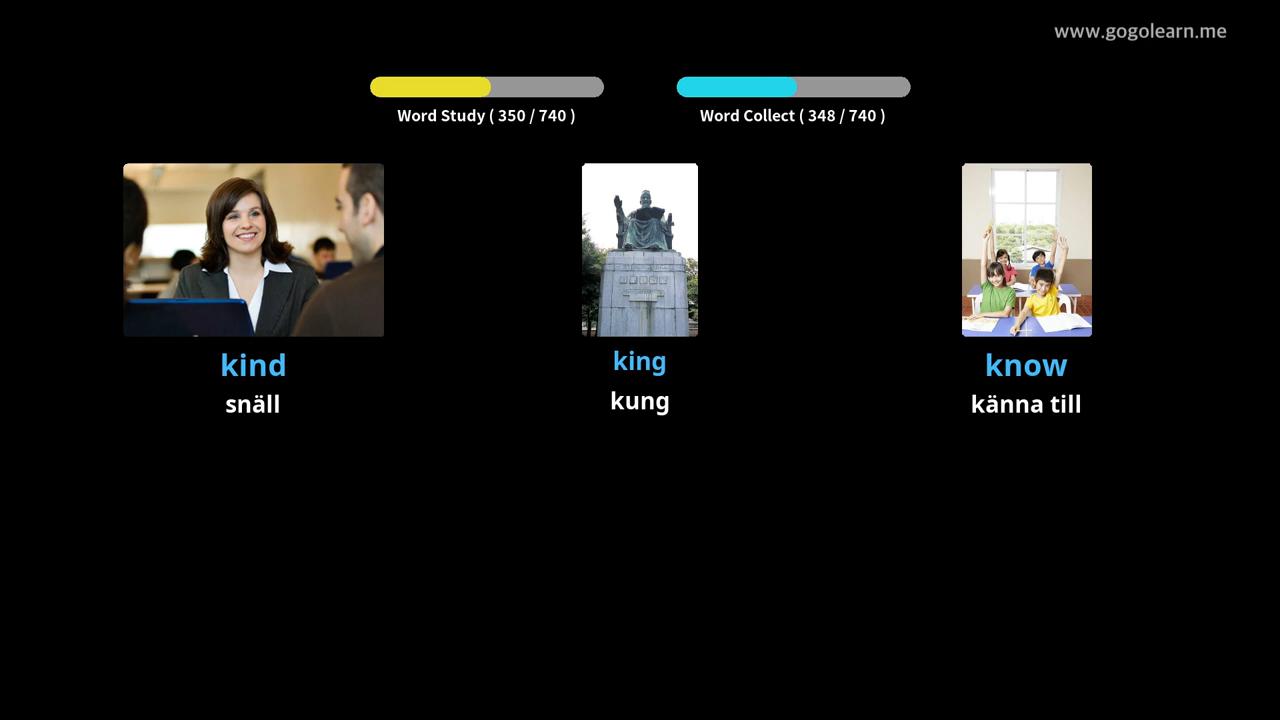 www.gogolearn.me
Word Study ( 350 / 740 )
Word Collect ( 348 / 740 )
kind
snäll
king
kung
know
känna till